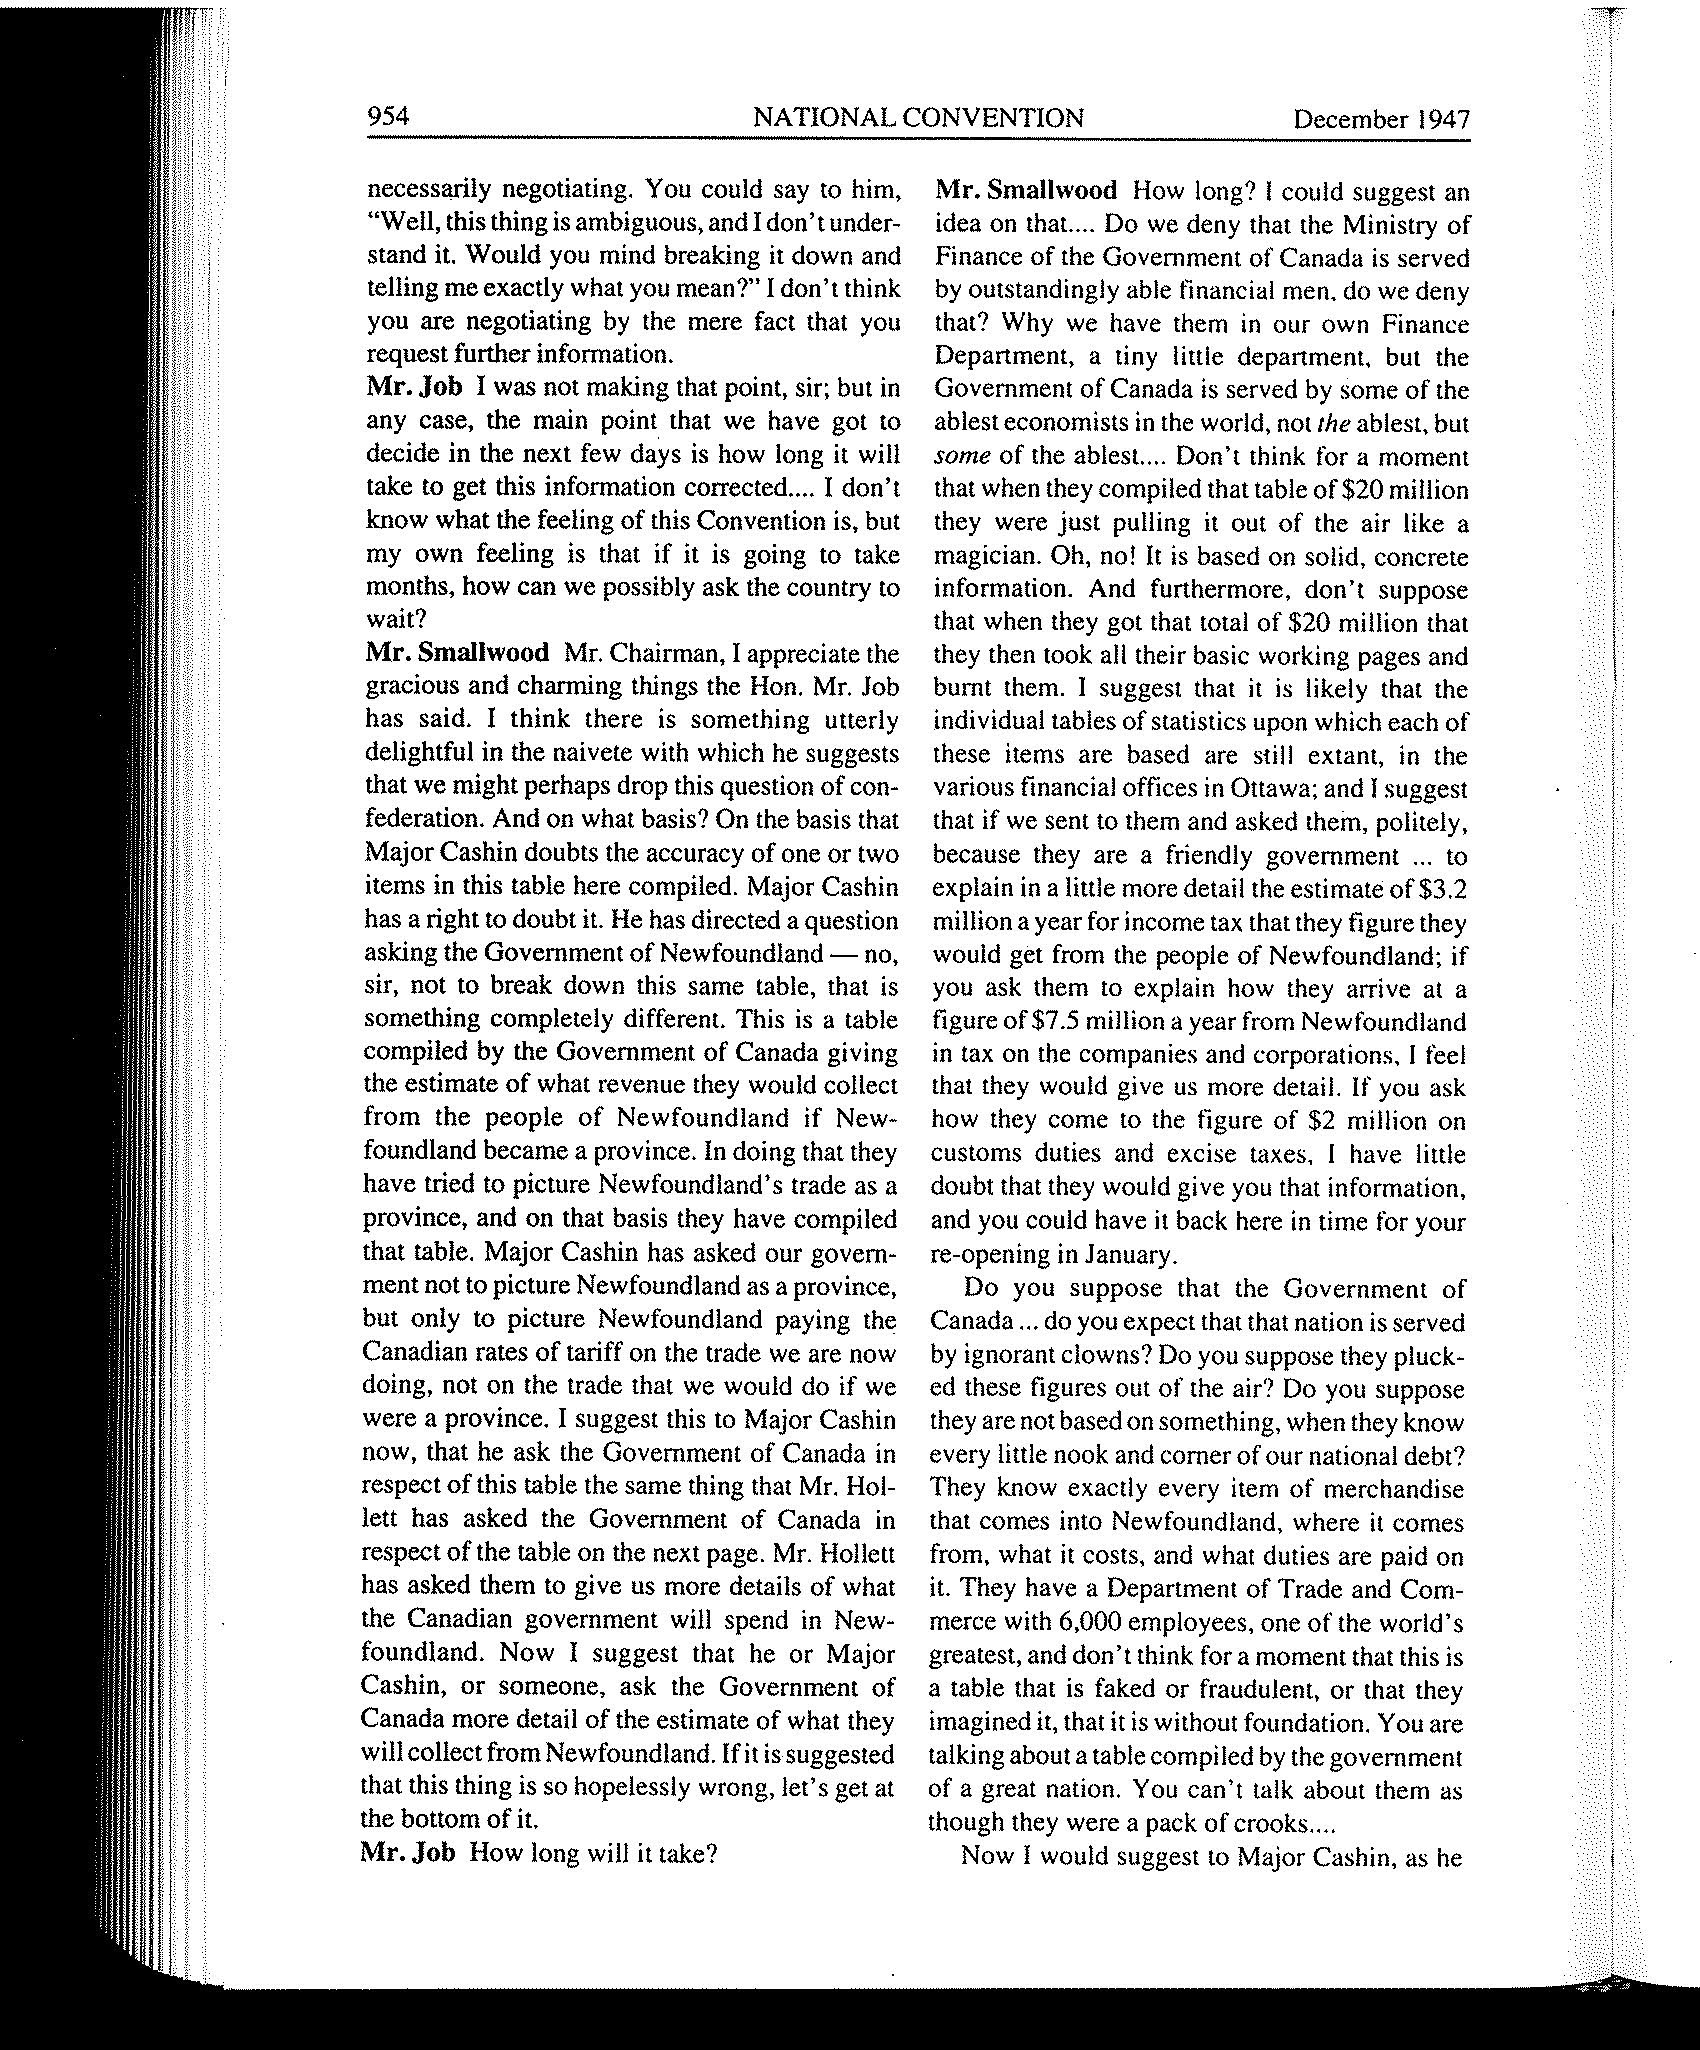 954 NATIONAL CONVENTION December 1947
necessarily negotiating. You could say to him,
“Well, this thing is ambiguous, and I don't under-
stand it. Would you mind breaking it down and
telling me exactly what you mean?” I don't think
you are negotiating by the mere fact that you
request further information.
Mr. Job I was not making that point, sir; but in
any case, the main point that we have got to
decide in the next few days is how long it will
take to get this information corrected.... I don't
know what the feeling of this Convention is, but
my own feeling is that if it is going to take
months, how can we possibly ask the country to
wait?
Mr. Smallwood Mr. Chairman, I appreciate the
gracious and charming things the Hon. Mr. Job
has said. I think there is something utterly
delightful in the naivete with which he suggests
that we might perhaps drop this question of con-
federation. And on what basis? On the basis that
Major Cashin doubts the accuracy of one or two
items in this table here compiled. Major Cashin
has a right to doubt it. He has directed a question
asking the Government of Newfoundland — no,
sir, not to break down this same table, that is
something completely different. This is a table
compiled by the Government of Canada giving
the estimate of what revenue they would collect
from the people of Newfoundland if New-
foundland became a province. In doing that they
have tried to picture Newfoundland's trade as a
province, and on that basis they have compiled
that table. Major Cashin has asked our govern-
ment not to picture Newfoundland as a province,
but only to picture Newfoundland paying the
Canadian rates of tariff on the trade we are now
doing, not on the trade that we would do if we
were a province. I suggest this to Major Cashin
now, that he ask the Government of Canada in
respect of this table the same thing that Mr. Hol-
lett has asked the Government of Canada in
respect of the table on the next page. Mr. Hollett
has asked them to give us more details of what
the Canadian government will spend in New-
foundland. Now I suggest that he or Major
Cashin, or someone, ask the Government of
Canada more detail of the estimate of what they
will collect from Newfoundland. If it is suggested
that this thing is so hopelessly wrong, let's get at
the bottom of it.
Mr. Job How long will it take?
Mr. Smallwood How long? I could suggest an
idea on that.... Do we deny that the Ministry of
Finance of the Government of Canada is served
by outstandingly able financial men, do we deny
that? Why we have them in our own Finance
Department, a tiny little department, but the
Government of Canada is served by some of the
ablest economists in the world, not the ablest, but
some of the ablest.... Don't think for a moment
that when they compiled that table of $20 million
they were just pulling it out of the air like a
magician. Oh, no! It is based on solid, concrete
information. And furthermore, don't suppose
that when they got that total of $20 million that
they then took all their basic working pages and
burnt them. I suggest that it is likely that the
individual tables of statistics upon which each of
these items are based are still extant, in the
various financial offices in Ottawa; and I suggest
that if we sent to them and asked them, politely,
because they are a friendly government ... to
explain in a little more detail the estimate of $3.2
million a year for income tax that they figure they
would get from the people of Newfoundland; if
you ask them to explain how they arrive at a
figure of $7.5 million a year from Newfoundland
in tax on the companies and corporations, I feel
that they would give us more detail. If you ask
how they come to the figure of $2 million on
customs duties and excise taxes, I have little
doubt that they would give you that information,
and you could have it back here in time for your
re-opening in January.
Do you suppose that the Government of
Canada ... do you expect that that nation is served
by ignorant clowns? Do you suppose they pluck-
ed these figures out of the air? Do you suppose
they are not based on something, when they know
every little nook and corner of our national debt?
They know exactly every item of merchandise
that comes into Newfoundland, where it comes
from, what it costs, and what duties are paid on
it. They have a Department of Trade and Com-
merce with 6,000 employees, one of the world's
greatest, and don't think for a moment that this is
a table that is faked or fraudulent, or that they
imagined it, that it is without foundation. You are
talking about a table compiled by the government
of a great nation. You can't talk about them as
though they were a pack of crooks....
Now I would suggest to Major Cashin, as he